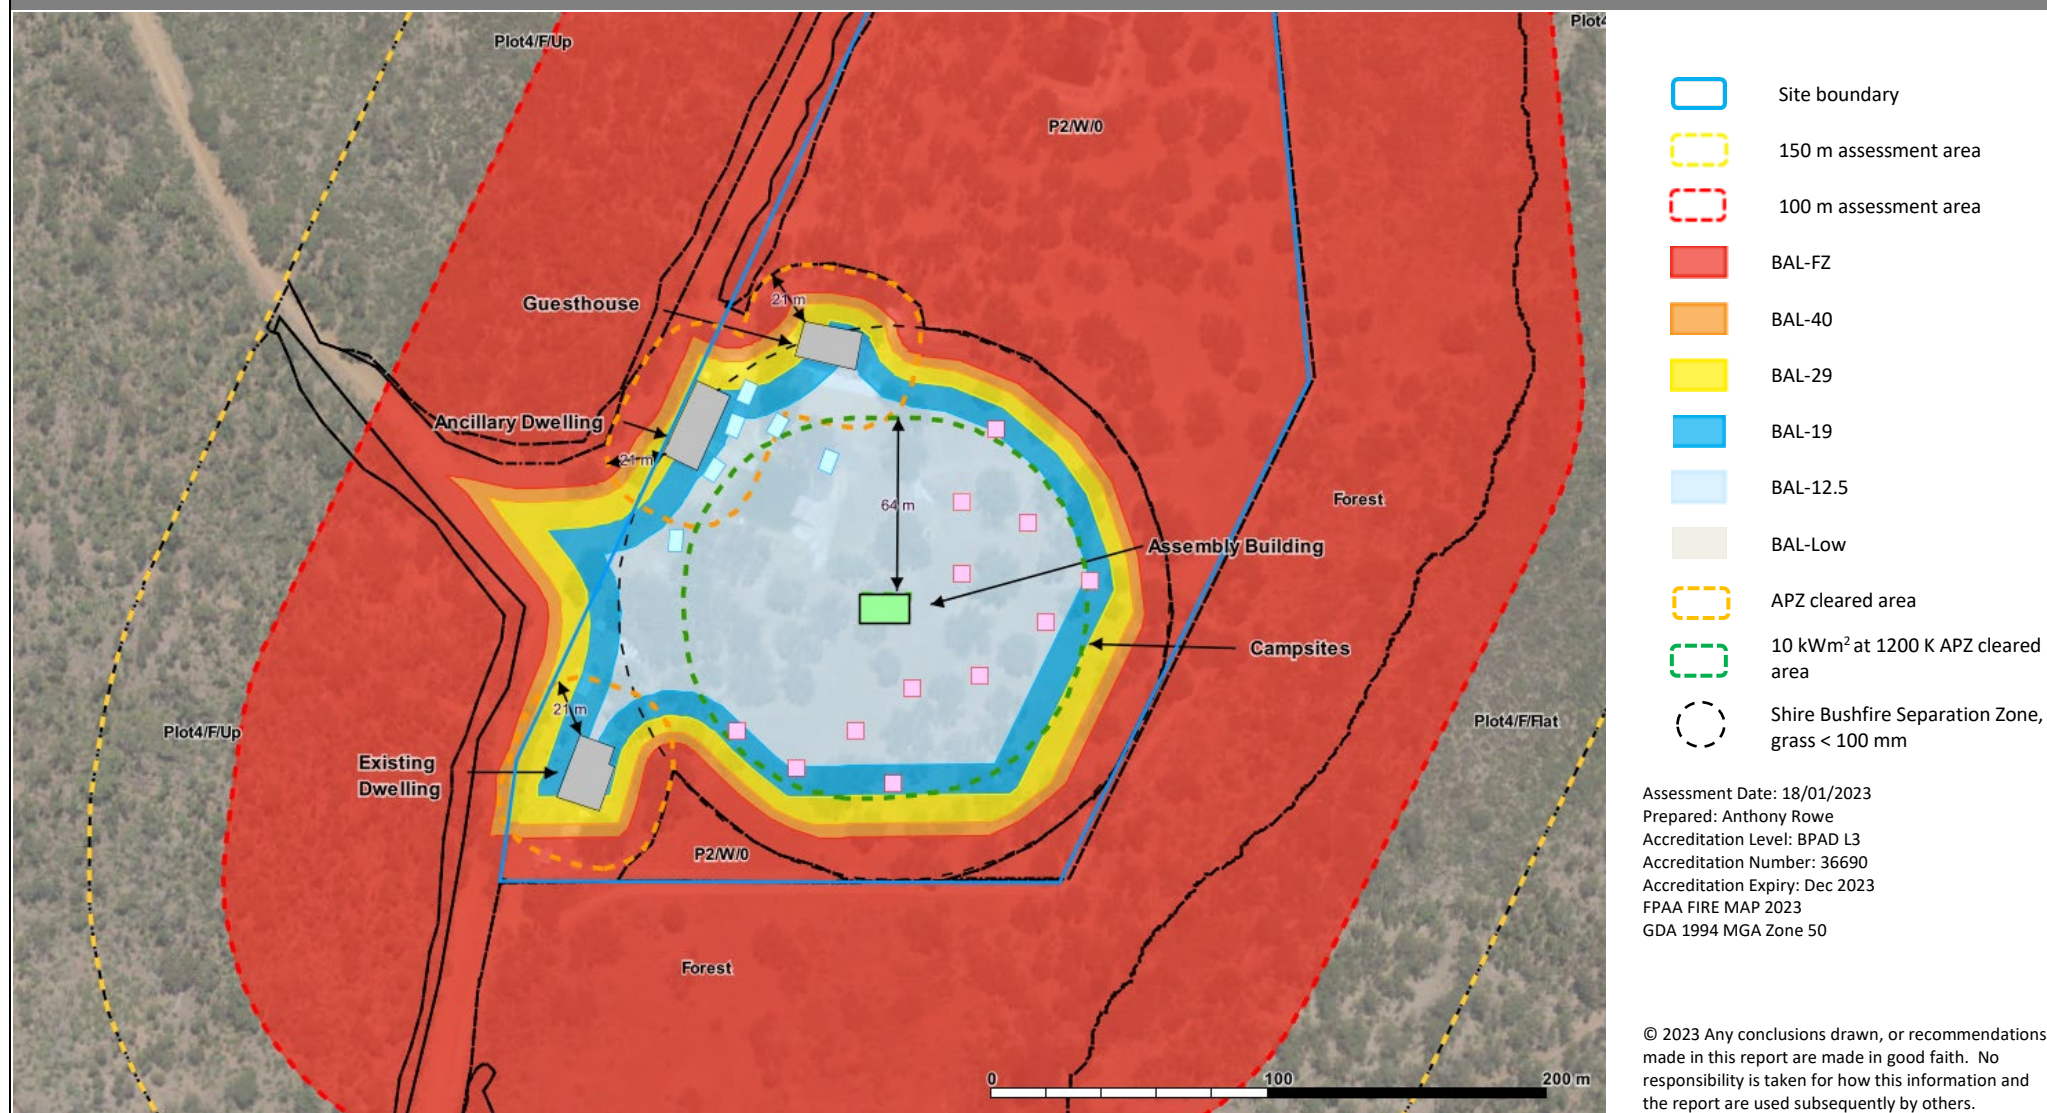 Plot4/F/Up
Plot4
P2/W/0
Guesthouse
21 m
Ancillary Dwelling
21 m
64 m
Forest
Assembly Building
Campsites
21 m
Plot4/F/Up
Plot4/F/Flat
Existing
Dwelling
P2/W/0
Forest
0 100 200 m
Site boundary
150 m assessment area
100 m assessment area
BAL-FZ
BAL-40
BAL-29
BAL-19
BAL-12.5
BAL-Low
APZ cleared area
10 kWm² at 1200 K APZ cleared
area
Shire Bushfire Separation Zone,
grass < 100 mm
Assessment Date: 18/01/2023
Prepared: Anthony Rowe
Accreditation Level: BPAD L3
Accreditation Number: 36690
Accreditation Expiry: Dec 2023
FPAA FIRE MAP 2023
GDA 1994 MGA Zone 50
© 2023 Any conclusions drawn, or recommendations
made in this report are made in good faith. No
responsibility is taken for how this information and
the report are used subsequently by others.